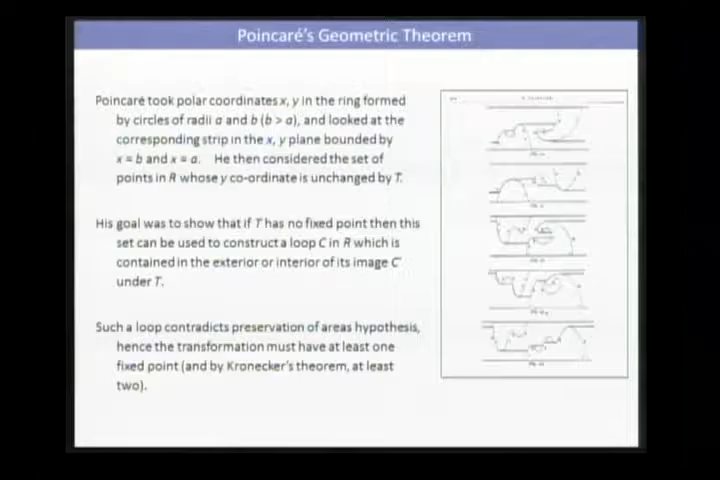 Poincaré's Geometric Theorem
Poincaré took polar coordinates x, y in the ring formed
by circles of radii a and b (b > a), and looked at the
corresponding strip in the x, y plane bounded by
x = b and x = a. He then considered the set of
points in R whose y co-ordinate is unchanged by T.
His goal was to show that if T has no fixed point then this
set can be used to construct a loop C in R which is
contained in the exterior or interior of its image C'
under T.
Such a loop contradicts preservation of areas hypothesis,
hence the transformation must have at least one
fixed point (and by Kronecker's theorem, at least
two).